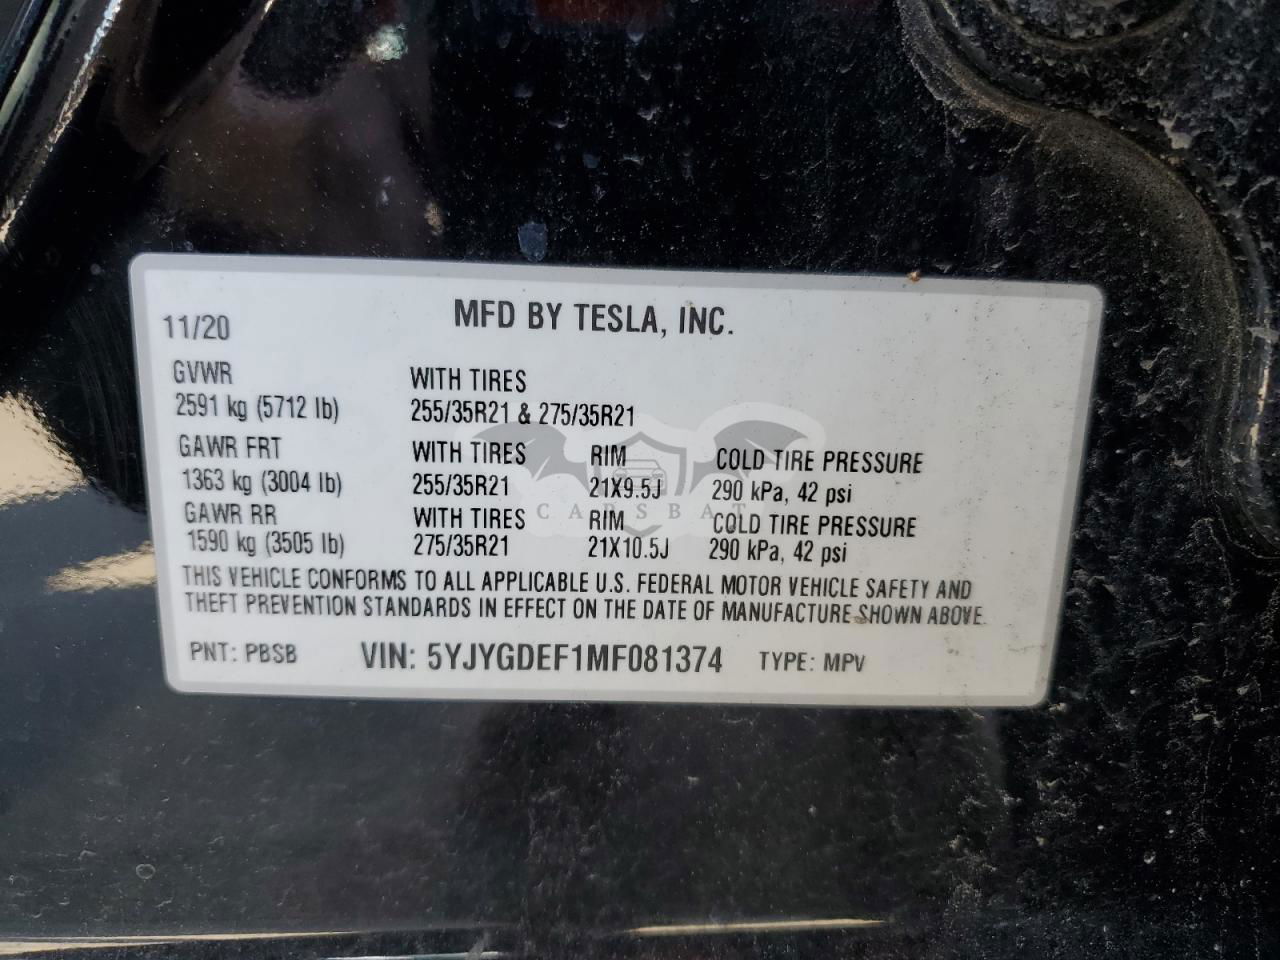 MFD BY TESLA, INC.
11/20
GVWR WITH TIRES
2591 kg (5712 lb) 255/35R21 & 275/35R21
GAWR FRT WITH TIRES RIM COLD TIRE PRESSURE
1363 kg (3004 lb) 255/35R21 21X9.5J 290 kPa, 42 psi
GAWR RR WITH TIRES RIM COLD TIRE PRESSURE
1590 kg (3505 lb) 275/35R21 21X10.5J 290 kPa, 42 psi
THIS VEHICLE CONFORMS TO ALL APPLICABLE U.S. FEDERAL MOTOR VEHICLE SAFETY AND
THEFT PREVENTION STANDARDS IN EFFECT ON THE DATE OF MANUFACTURE SHOWN ABOVE.
PNT: PBSB VIN: 5YJYGDEF1MF081374 TYPE: MPV
CARSBAT